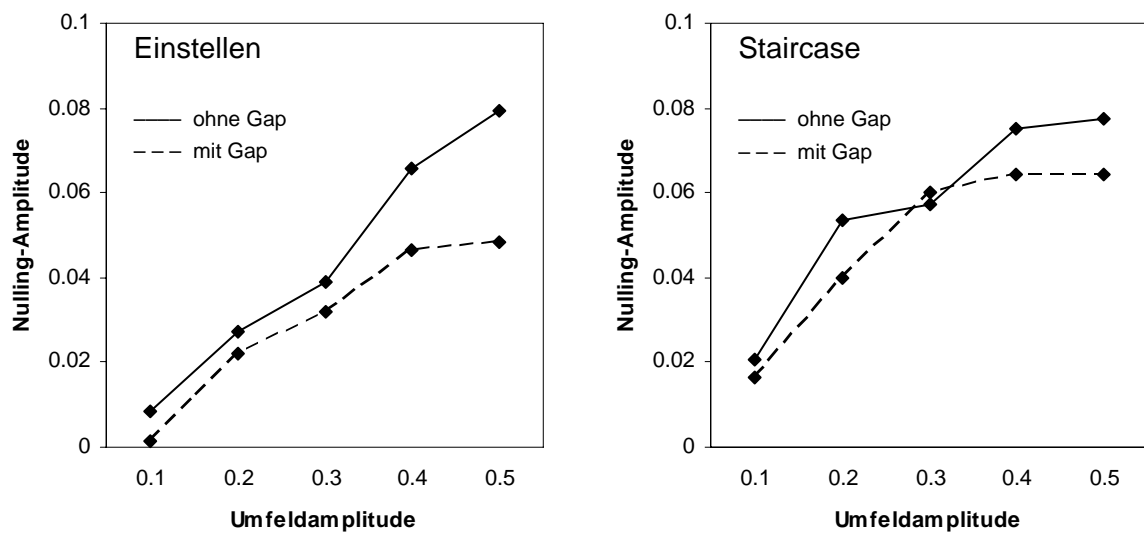 Einstellen
ohne Gap
mit Gap
Nulling-Amplitude
0.1
0.08
0.06
0.04
0.02
0
0.1 0.2 0.3 0.4 0.5
Umfeldamplitude
Staircase
ohne Gap
mit Gap
Nulling-Amplitude
0.1
0.08
0.06
0.04
0.02
0
0.1 0.2 0.3 0.4 0.5
Umfeldamplitude